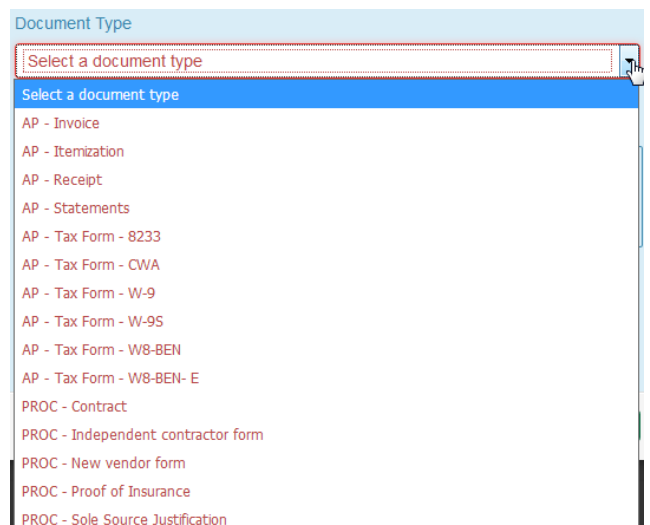 Document Type
Select a document type
Select a document type
AP - Invoice
AP - Itemization
AP - Receipt
AP - Statements
AP - Tax Form - 8233
AP - Tax Form - CWA
AP - Tax Form - W-9
AP - Tax Form - W-9S
AP - Tax Form - W8-BEN
AP - Tax Form - W8-BEN- E
PROC - Contract
PROC - Independent contractor form
PROC - New vendor form
PROC - Proof of Insurance
PROC - Sole Source Justification